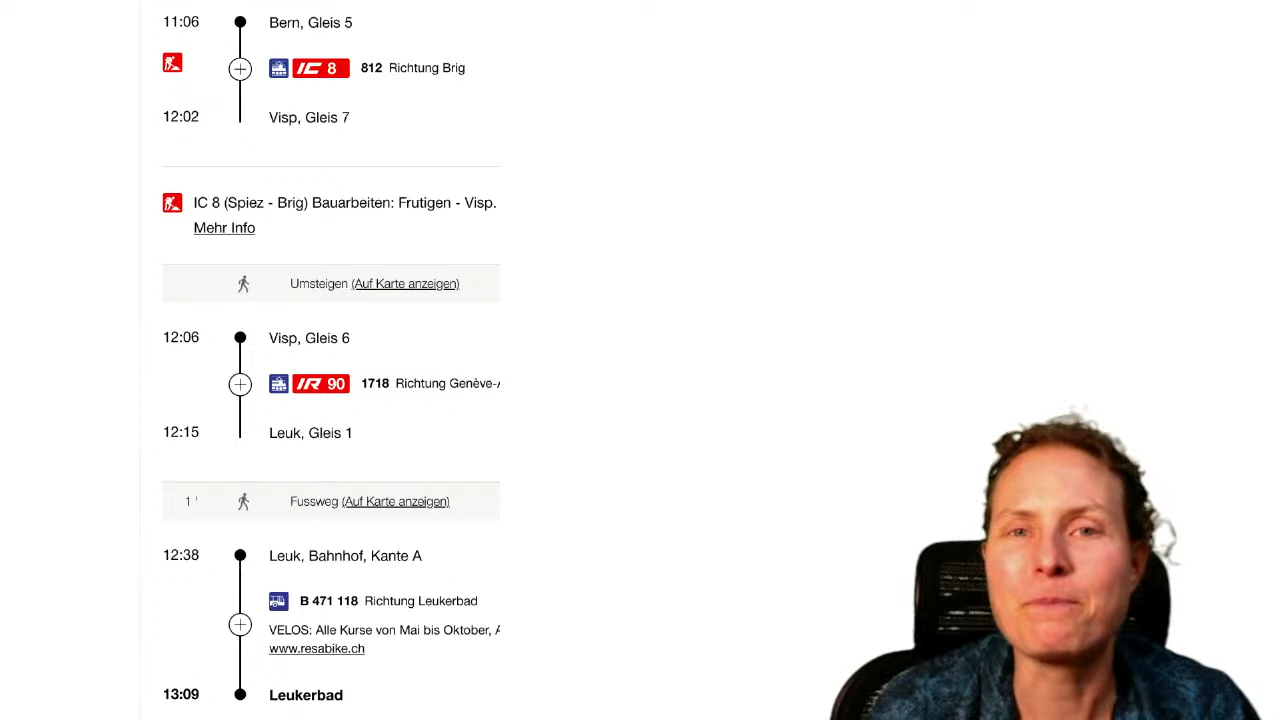 11:06 Bern, Gleis 5
IC 8 812 Richtung Brig
12:02 Visp, Gleis 7
IC 8 (Spiez - Brig) Bauarbeiten: Frutigen - Visp.
Mehr Info
Umsteigen (Auf Karte anzeigen)
12:06 Visp, Gleis 6
IR 90 1718 Richtung Genève-
12:15 Leuk, Gleis 1
1 ' Fussweg (Auf Karte anzeigen)
12:38 Leuk, Bahnhof, Kante A
B 471 118 Richtung Leukerbad
VELOS: Alle Kurse von Mai bis Oktober,
www.resabike.ch
13:09 Leukerbad